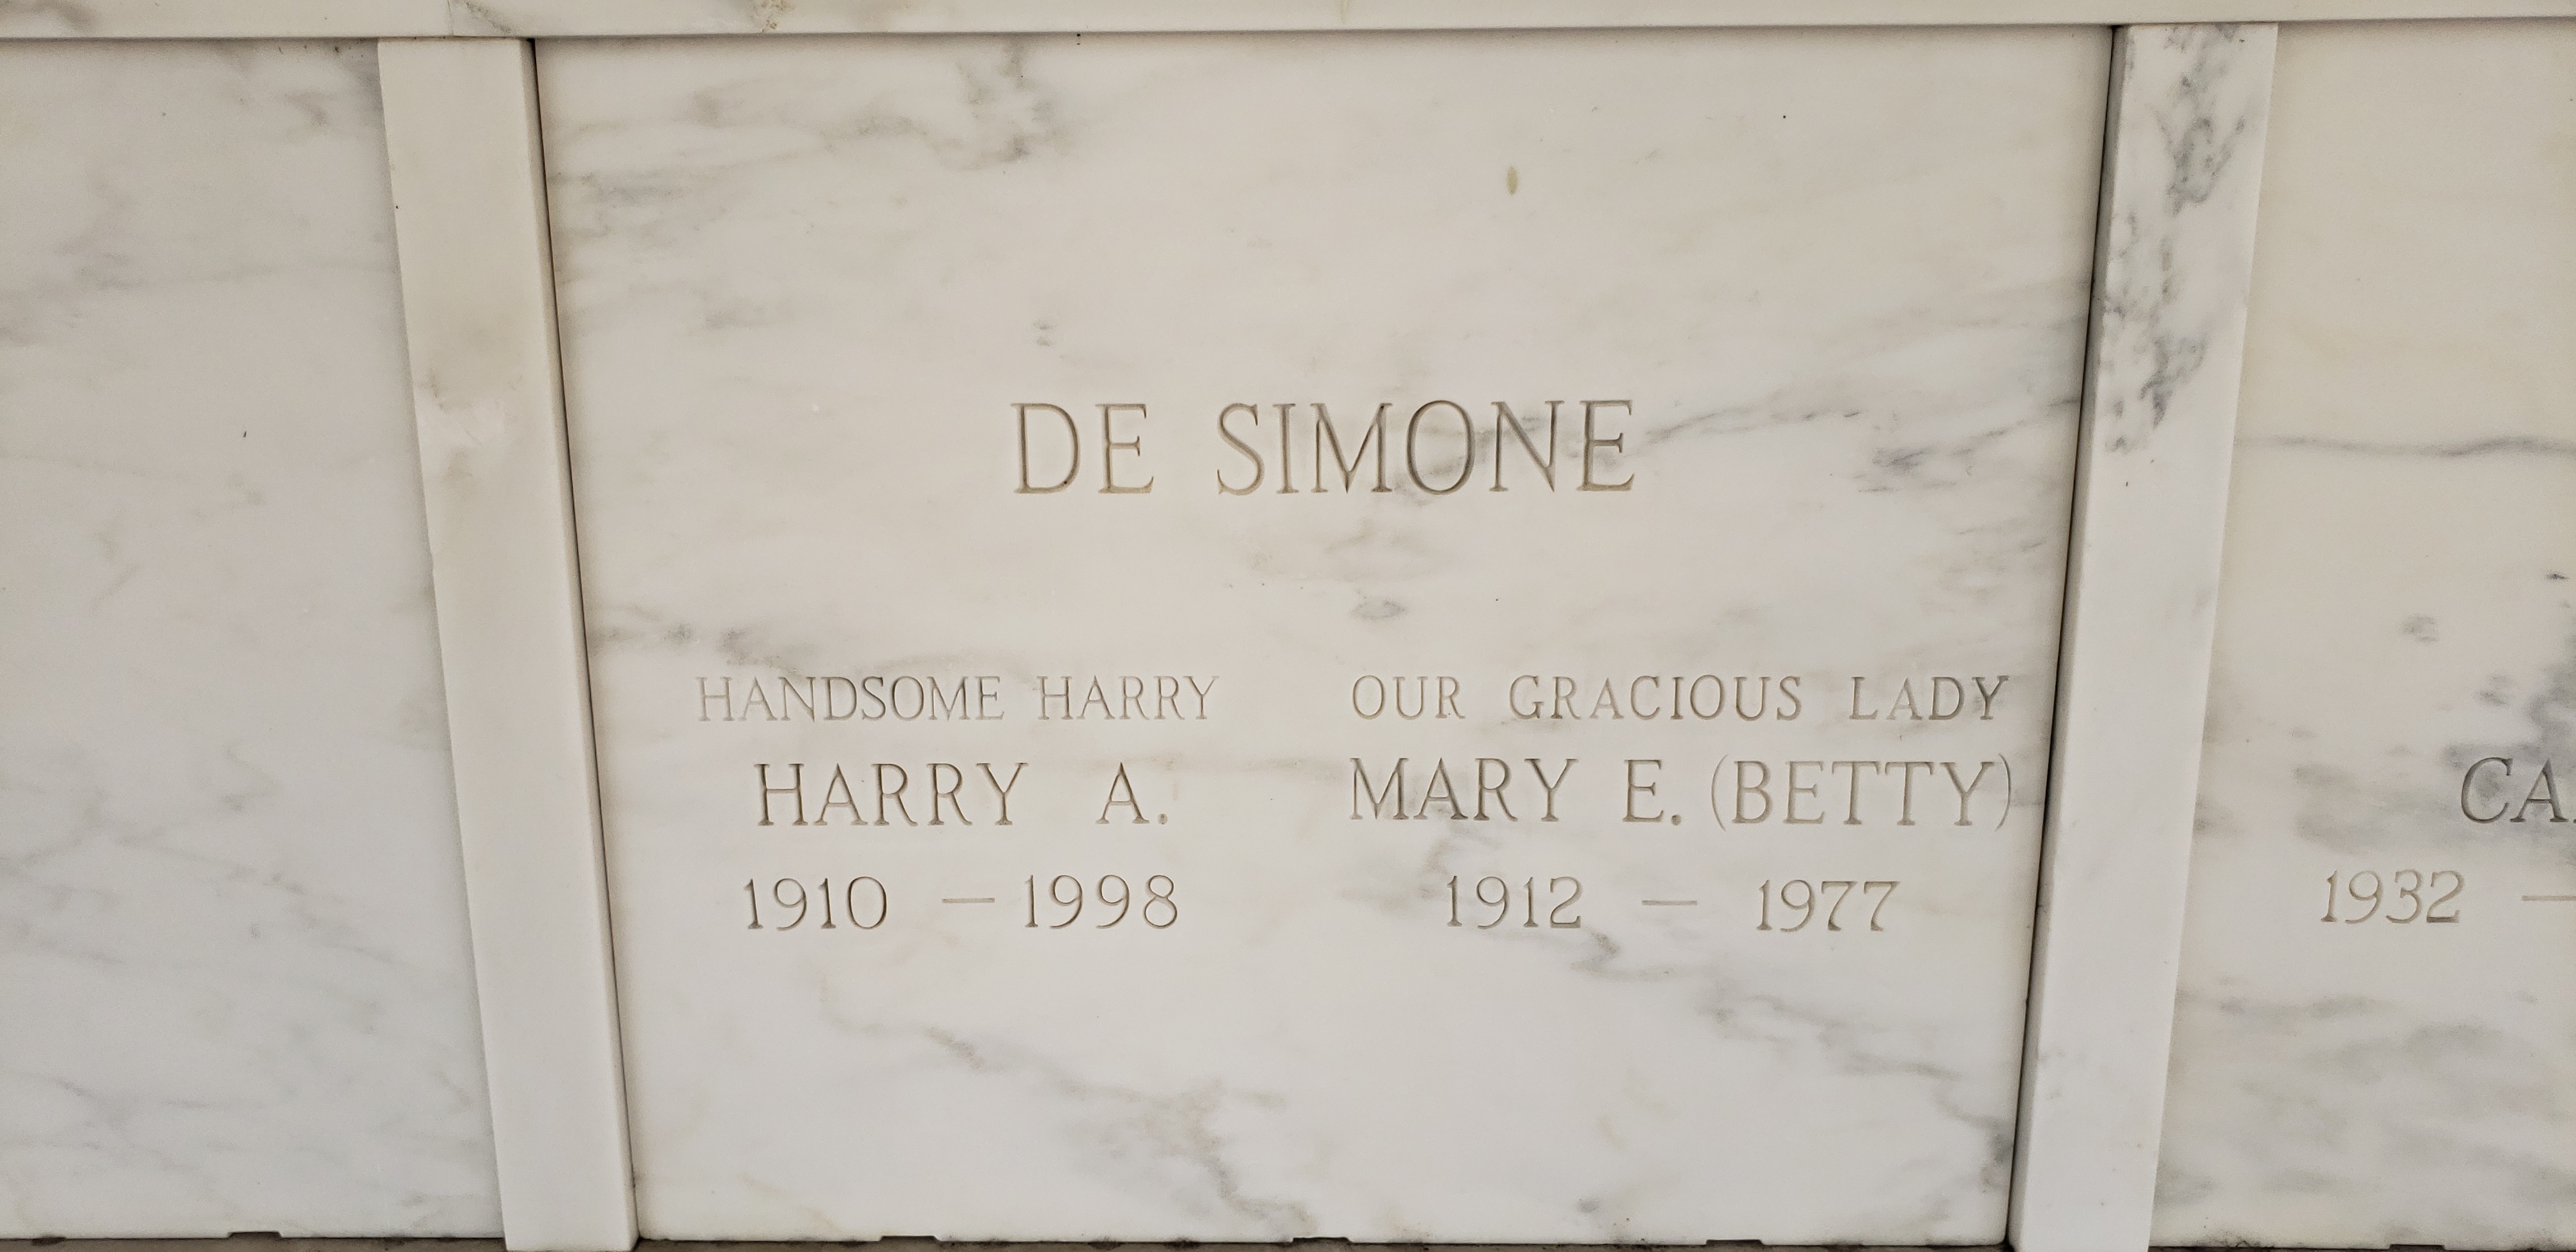 DE SIMONE
HANDSOME HARRY
HARRY A.
1910 — 1998
OUR GRACIOUS LADY
MARY E. (BETTY)
1912 — 1977
1932 —